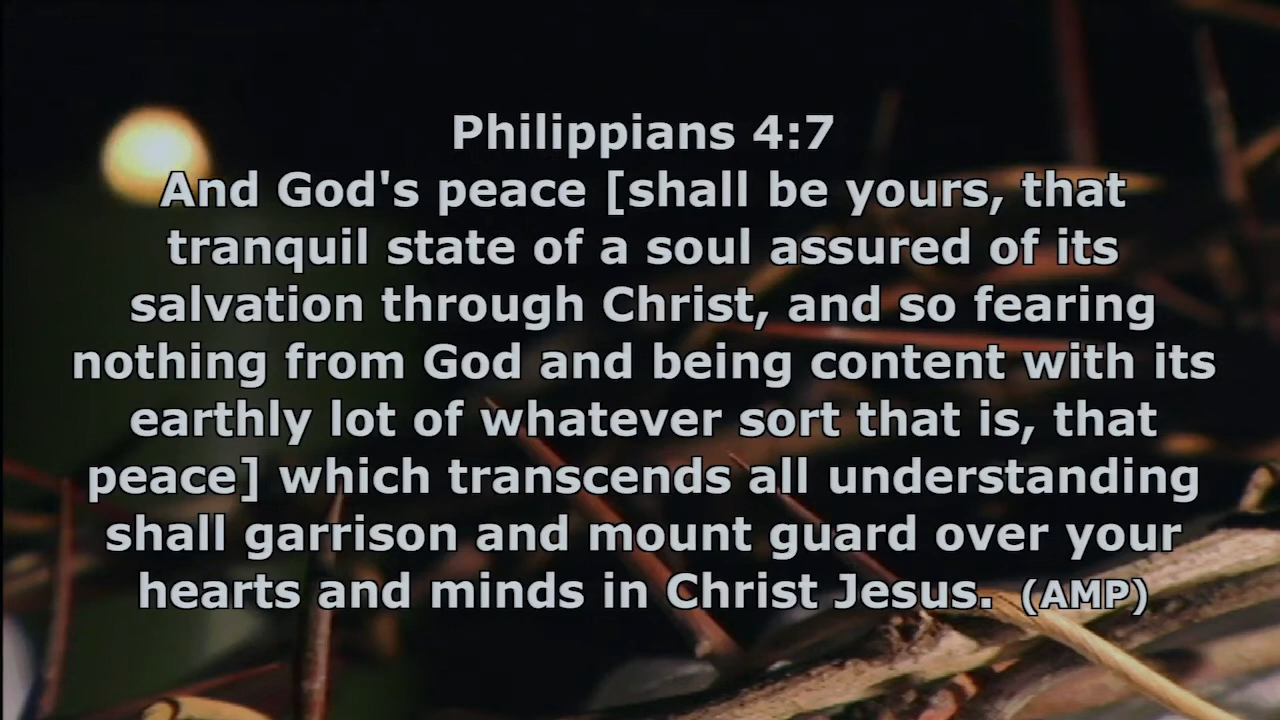 Philippians 4:7
And God's peace [shall be yours, that
tranquil state of a soul assured of its
salvation through Christ, and so fearing
nothing from God and being content with its
earthly lot of whatever sort that is, that
peace] which transcends all understanding
shall garrison and mount guard over your
hearts and minds in Christ Jesus. (AMP)